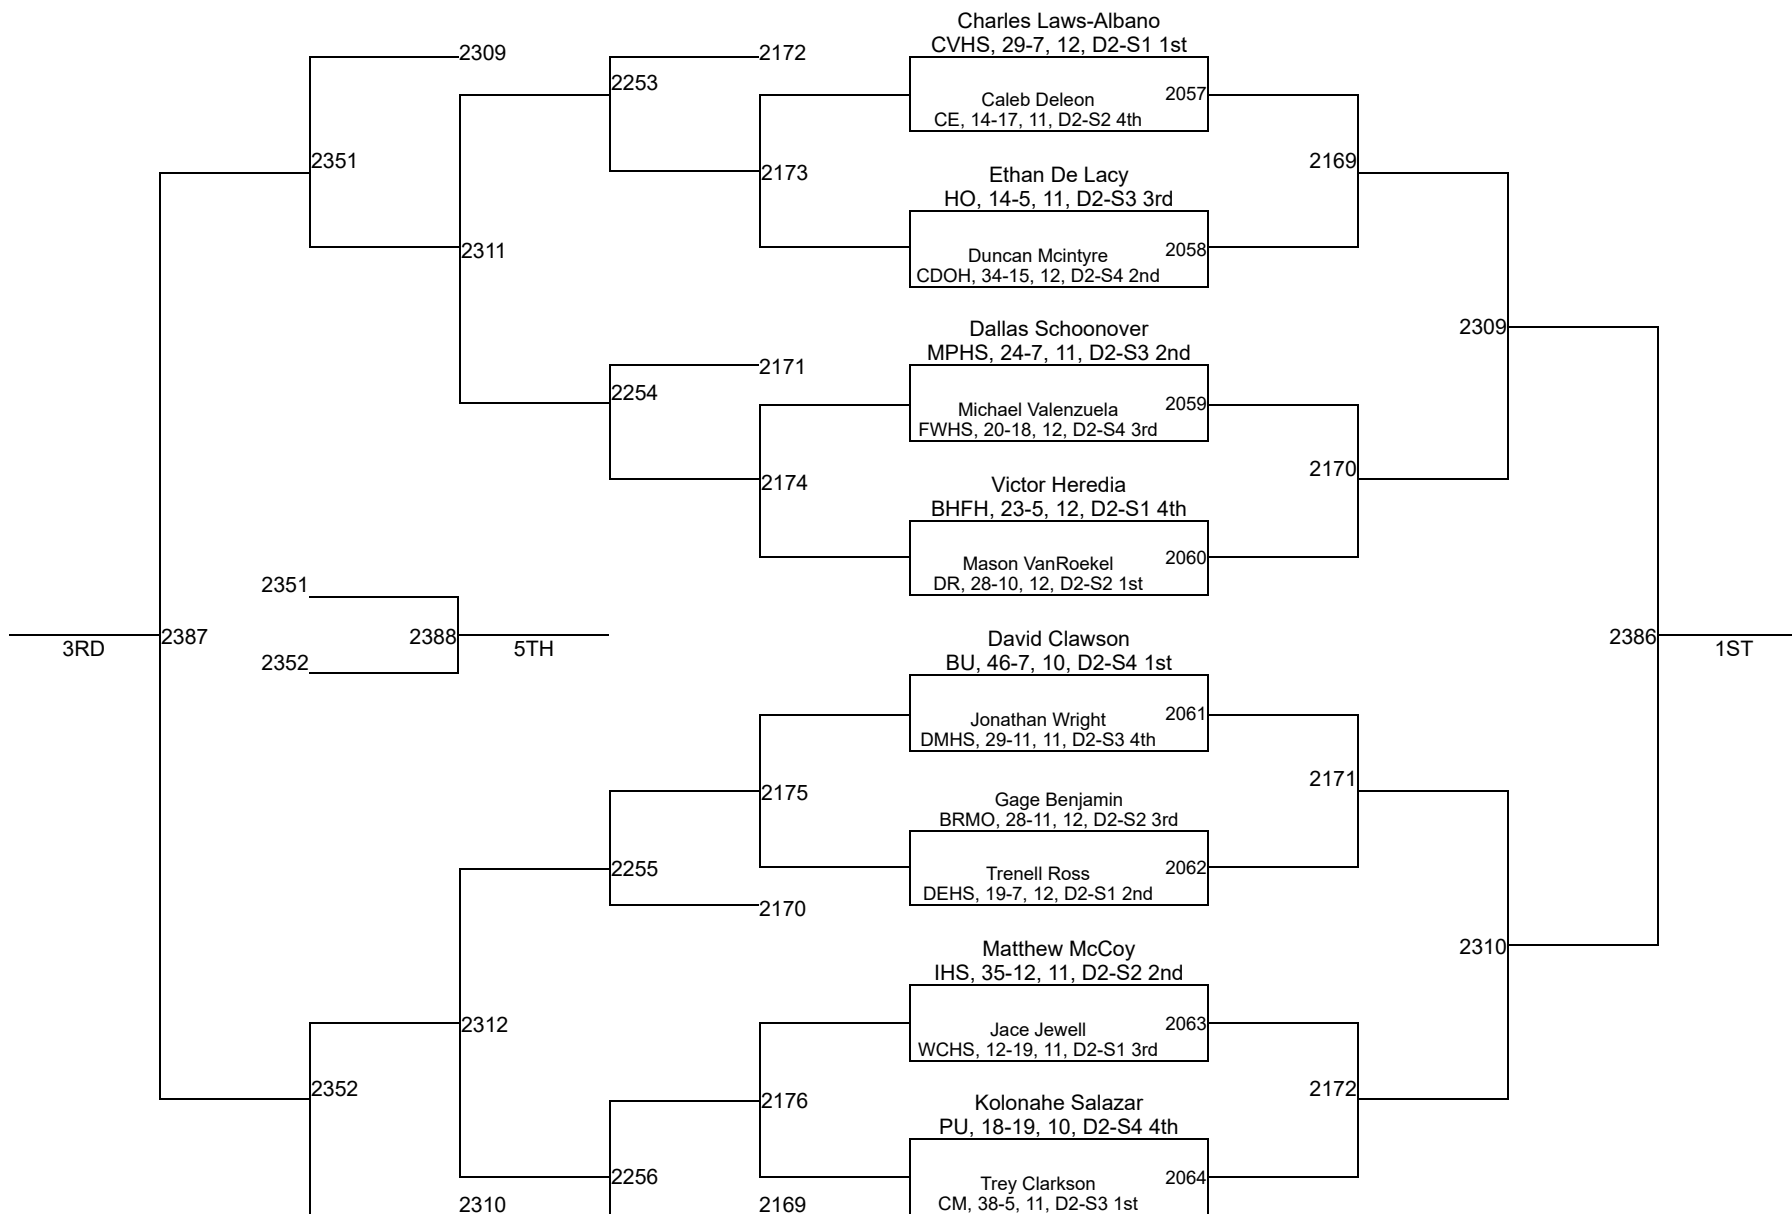 Charles Laws-Albano
CVHS, 29-7, 12, D2-S1 1st
2309
2172
2253
Caleb Deleon
2057
CE, 14-17, 11, D2-S2 4th
2351
2169
2173
Ethan De Lacy
HO, 14-5, 11, D2-S3 3rd
2311
Duncan Mcintyre
2058
CDOH, 34-15, 12, D2-S4 2nd
Dallas Schoonover
2309
MPHS, 24-7, 11, D2-S3 2nd
2171
2254
Michael Valenzuela
2059
FWHS, 20-18, 12, D2-S4 3rd
2170
2174
Victor Heredia
BHFH, 23-5, 12, D2-S1 4th
Mason VanRoekel
2060
DR, 28-10, 12, D2-S2 1st
2351
2387
2388
David Clawson
2386
3RD
5TH
1ST
2352
BU, 46-7, 10, D2-S4 1st
Jonathan Wright
2061
DMHS, 29-11, 11, D2-S3 4th
2171
2175
Gage Benjamin
BRMO, 28-11, 12, D2-S2 3rd
2255
Trenell Ross
2062
DEHS, 19-7, 12, D2-S1 2nd
2170
Matthew McCoy
2310
IHS, 35-12, 11, D2-S2 2nd
2312
Jace Jewell
2063
WCHS, 12-19, 11, D2-S1 3rd
2352
2172
2176
Kolonahe Salazar
PU, 18-19, 10, D2-S4 4th
2256
Trey Clarkson
2064
2310
2169
CM, 38-5, 11, D2-S3 1st